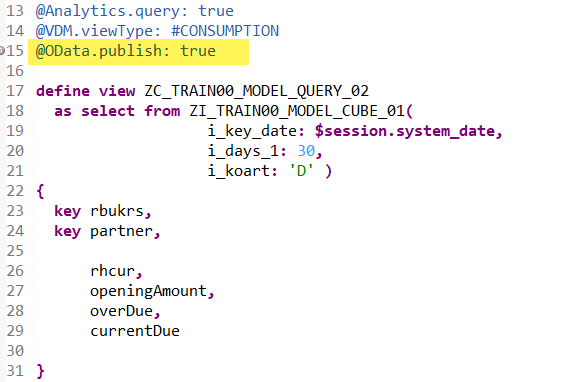 13 @Analytics.query: true
14 @VDM.viewType: #CONSUMPTION
15 @OData.publish: true
16
17 define view ZC_TRAIN00_MODEL_QUERY_02
18   as select from ZI_TRAIN00_MODEL_CUBE_01(
19                    i_key_date: $session.system_date,
20                    i_days_1: 30,
21                    i_koart: 'D' )
22 {
23   key rbukrs,
24   key partner,
25
26       rhcur,
27       openingAmount,
28       overDue,
29       currentDue
30
31 }